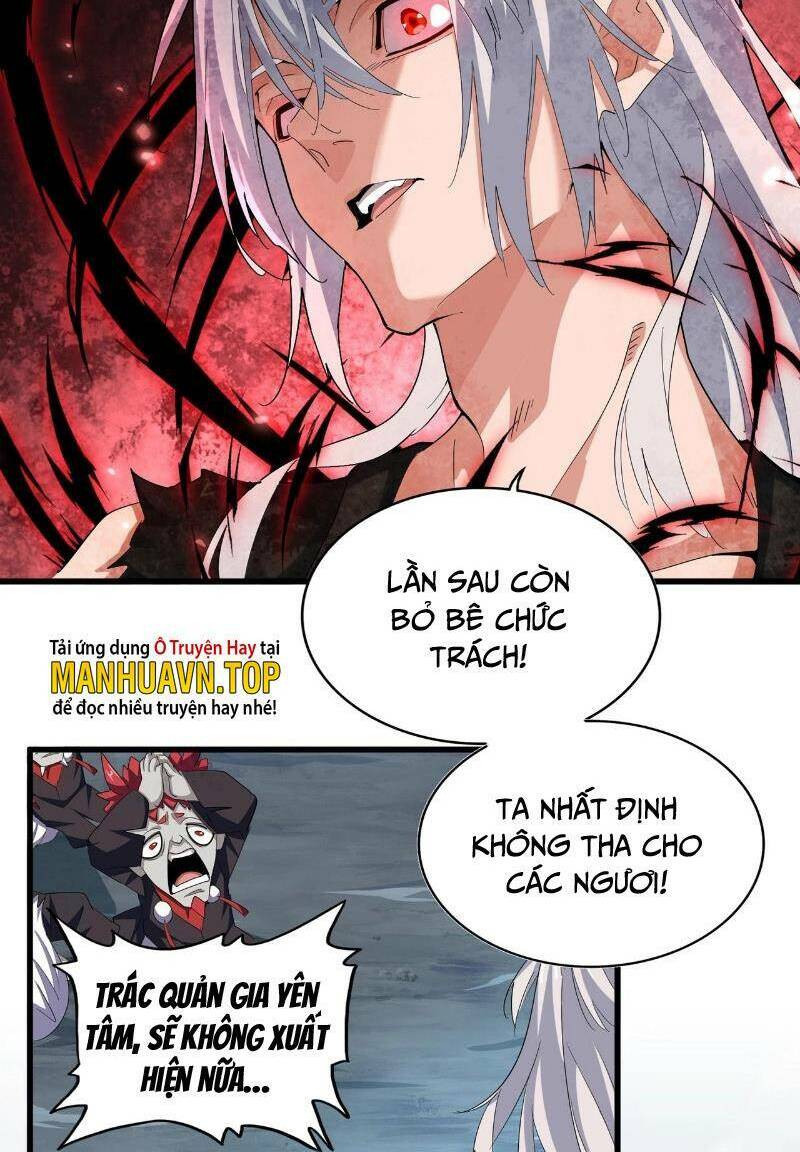 LẦN SAU CÒN
BỎ BÊ CHỨC
TRÁCH!
Tải ứng dụng Ô Truyện Hay tại
MANHUAVN.TOP
để đọc nhiều truyện hay nhé!
TA NHẤT ĐỊNH
KHÔNG THA CHO
CÁC NGƯƠI!
TRÁC QUẢN GIA YÊN
TÂM, SẼ KHÔNG XUẤT
HIỆN NỮA...